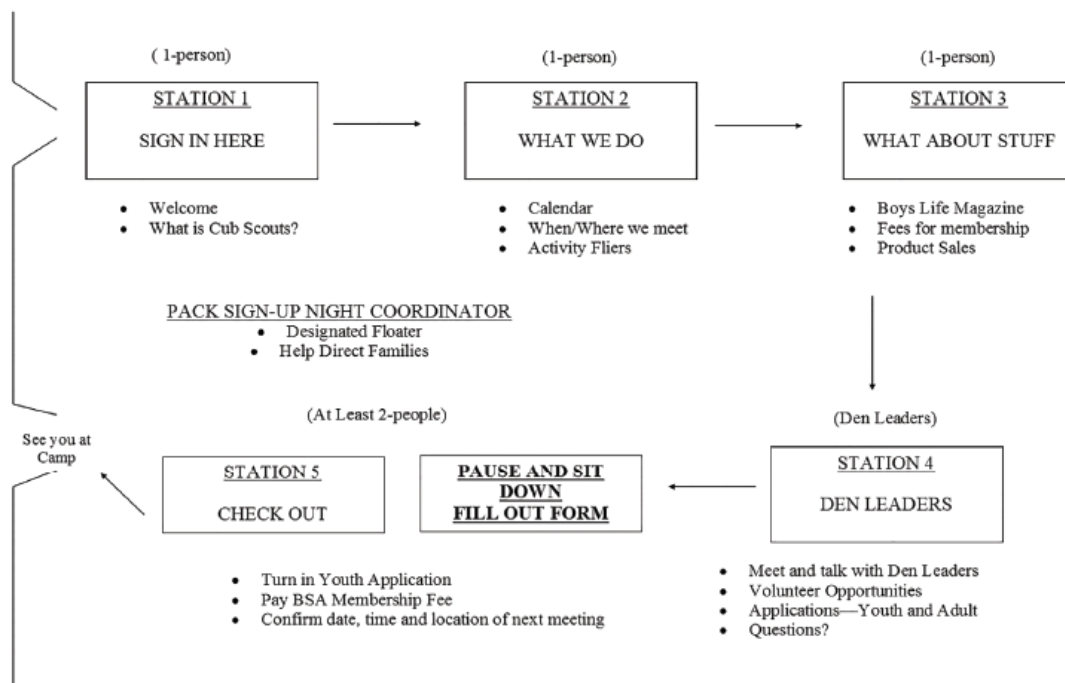 ( 1-person)
STATION 1
SIGN IN HERE
• Welcome
• What is Cub Scouts?
(1-person)
STATION 2
WHAT WE DO
• Calendar
• When/Where we meet
• Activity Fliers
(1-person)
STATION 3
WHAT ABOUT STUFF
• Boys Life Magazine
• Fees for membership
• Product Sales
PACK SIGN-UP NIGHT COORDINATOR
• Designated Floater
• Help Direct Families
(Den Leaders)
STATION 4
DEN LEADERS
• Meet and talk with Den Leaders
• Volunteer Opportunities
• Applications—Youth and Adult
• Questions?
(At Least 2-people)
PAUSE AND SIT
DOWN
FILL OUT FORM
STATION 5
CHECK OUT
• Turn in Youth Application
• Pay BSA Membership Fee
• Confirm date, time and location of next meeting
See you at
Camp